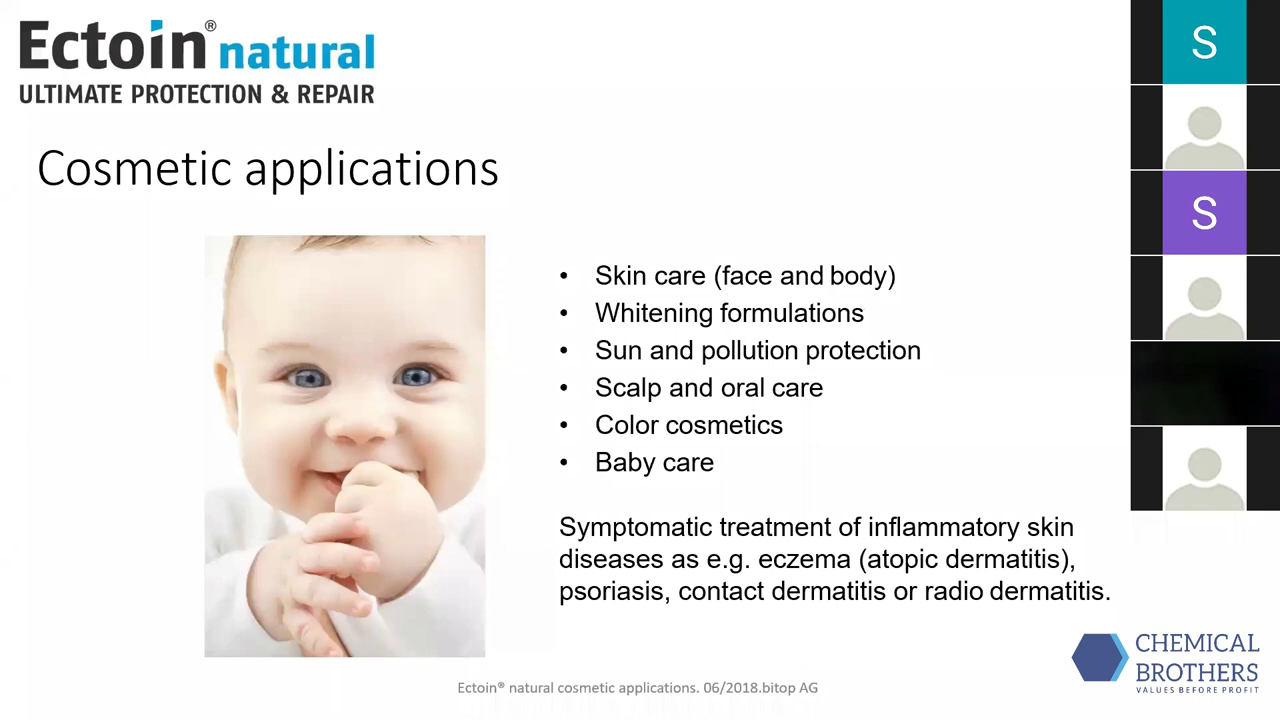 Ectoin® natural
ULTIMATE PROTECTION & REPAIR
Cosmetic applications
• Skin care (face and body)
• Whitening formulations
• Sun and pollution protection
• Scalp and oral care
• Color cosmetics
• Baby care
Symptomatic treatment of inflammatory skin
diseases as e.g. eczema (atopic dermatitis),
psoriasis, contact dermatitis or radio dermatitis.
Ectoin® natural cosmetic applications. 06/2018.bitop AG
CHEMICAL
BROTHERS
VALUES BEFORE PROFIT
S
S